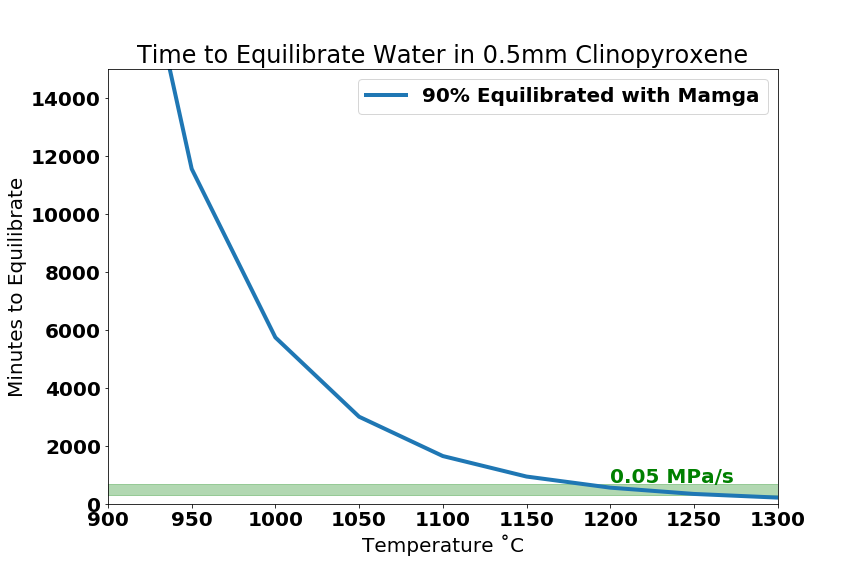 Time to Equilibrate Water in 0.5mm Clinopyroxene
90% Equilibrated with Mamga
Minutes to Equilibrate
14000
12000
10000
8000
6000
4000
2000
0
0.05 MPa/s
900 950 1000 1050 1100 1150 1200 1250 1300
Temperature ˚C